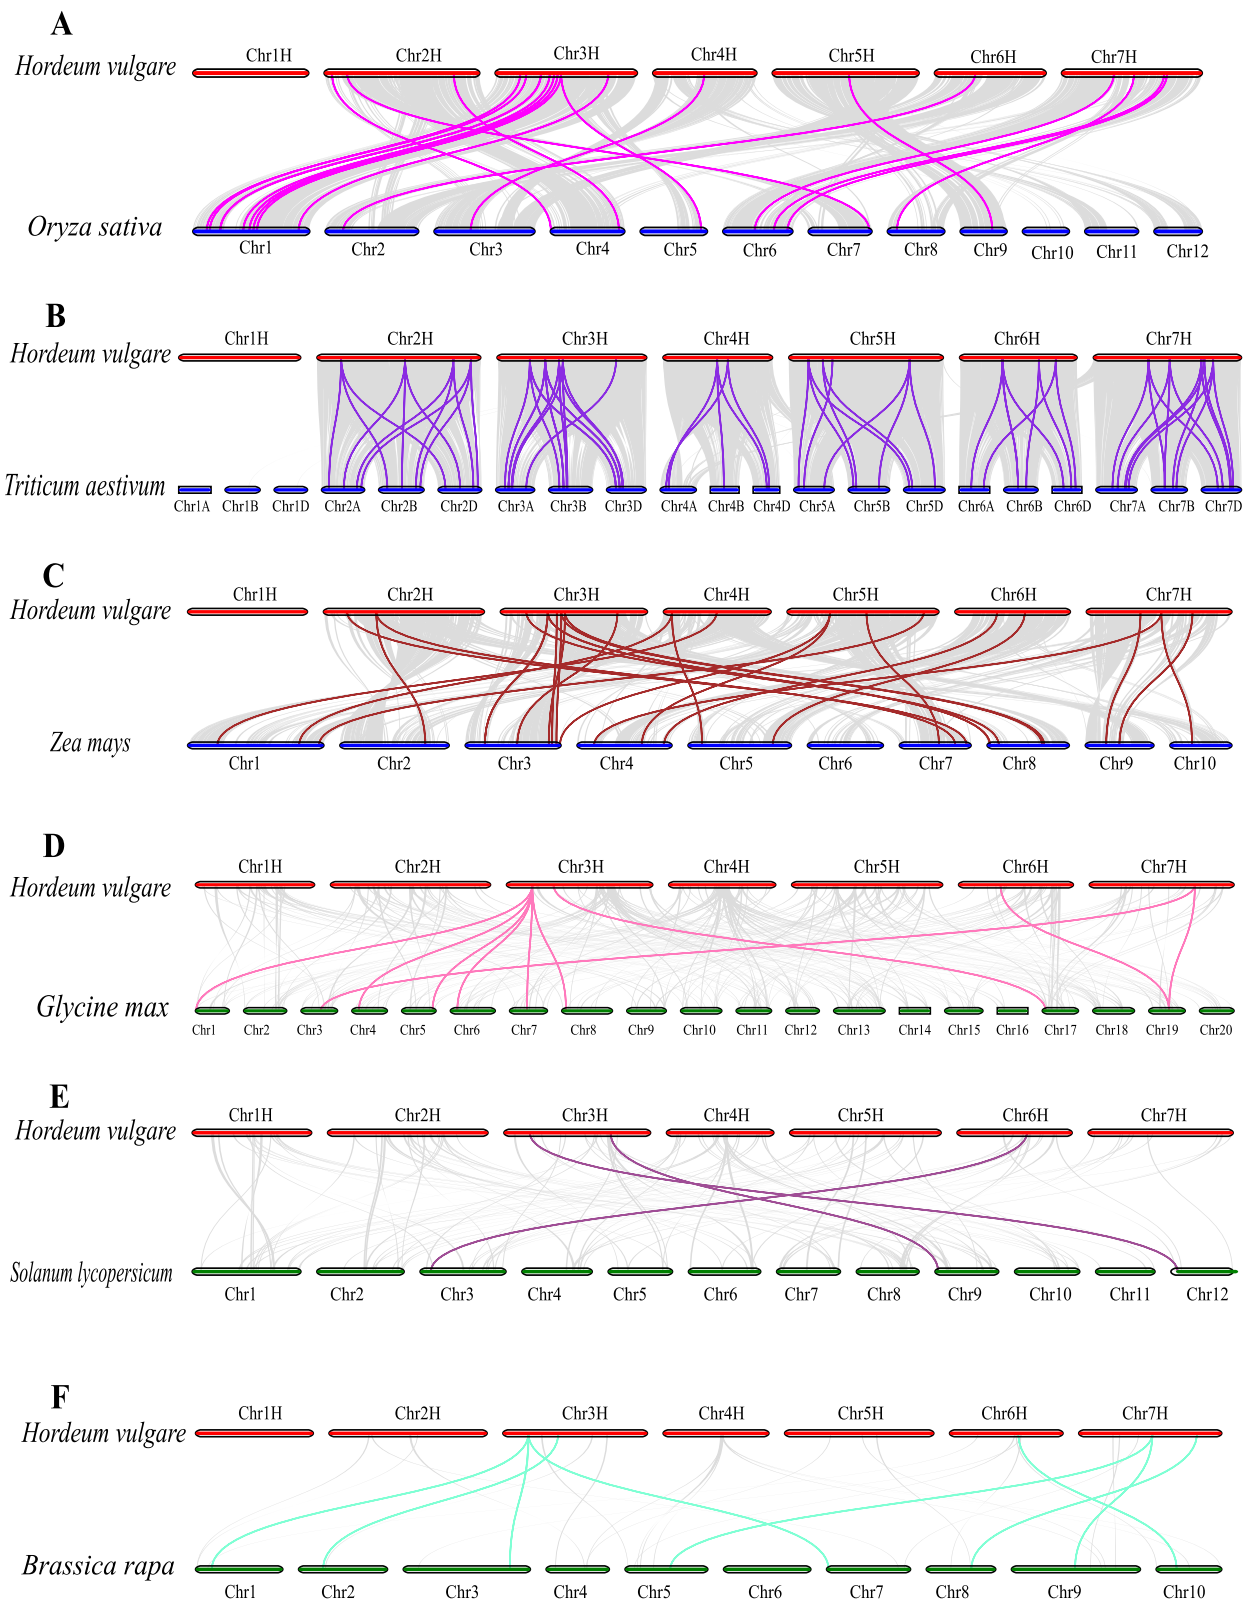 A
Chr1H Chr2H Chr3H Chr4H Chr5H Chr6H Chr7H
Hordeum vulgare
Oryza sativa
Chr1 Chr2 Chr3 Chr4 Chr5 Chr6 Chr7 Chr8 Chr9 Chr10 Chr11 Chr12
B
Chr1H Chr2H Chr3H Chr4H Chr5H Chr6H Chr7H
Hordeum vulgare
Triticum aestivum
Chr1A Chr1B Chr1D Chr2A Chr2B Chr2D Chr3A Chr3B Chr3D Chr4A Chr4B Chr4D Chr5A Chr5B Chr5D Chr6A Chr6B Chr6D Chr7A Chr7B Chr7D
C
Chr1H Chr2H Chr3H Chr4H Chr5H Chr6H Chr7H
Hordeum vulgare
Zea mays
Chr1 Chr2 Chr3 Chr4 Chr5 Chr6 Chr7 Chr8 Chr9 Chr10
D
Chr1H Chr2H Chr3H Chr4H Chr5H Chr6H Chr7H
Hordeum vulgare
Glycine max
Chr1 Chr2 Chr3 Chr4 Chr5 Chr6 Chr7 Chr8 Chr9 Chr10 Chr11 Chr12 Chr13 Chr14 Chr15 Chr16 Chr17 Chr18 Chr19 Chr20
E
Chr1H Chr2H Chr3H Chr4H Chr5H Chr6H Chr7H
Hordeum vulgare
Solanum lycopersicum
Chr1 Chr2 Chr3 Chr4 Chr5 Chr6 Chr7 Chr8 Chr9 Chr10 Chr11 Chr12
F
Chr1H Chr2H Chr3H Chr4H Chr5H Chr6H Chr7H
Hordeum vulgare
Brassica rapa
Chr1 Chr2 Chr3 Chr4 Chr5 Chr6 Chr7 Chr8 Chr9 Chr10